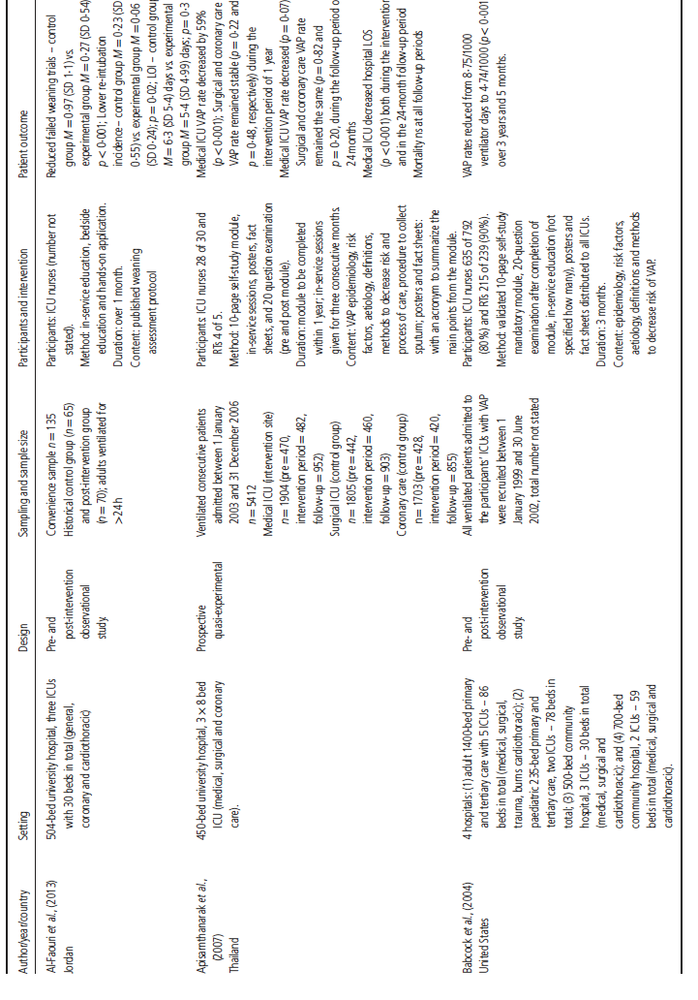 Author/year/country
Setting
Design
Sampling and sample size
Participants and intervention
Patient outcome
Al-Faouri et al., (2013)
Jordan
504-bed university hospital, three ICUs
with 30 beds in total (general,
coronary and cardiothoracic)
Pre- and
post-intervention
observational
study.
Convenience sample n = 135
Historical control group (n = 65)
and post-intervention group
(n = 70); adults ventilated for
>24 h
Participants: ICU nurses (number not
stated).
Method: in-service education, bedside
education and hands-on application.
Duration: over 1 month.
Content: published weaning
assessment protocol
Reduced failed weaning trials – control
group M = 0·97 (SD 1·1) vs.
experimental group M = 0·27 (SD 0·54)
p < 0·001; Lower re-intubation
incidence – control group M = 0·23 (SD
0·55) vs. experimental group M = 0·06
(SD 0·24); p = 0·02; LOI – control group
M = 6·3 (SD 5·4) days vs. experimental
group M = 5·4 (SD 4·99) days; p = 0·3
Apisarnthanarak et al.,
(2007)
Thailand
450-bed university hospital, 3 × 8 bed
ICU (medical, surgical and coronary
care).
Prospective
quasi-experimental
Ventilated consecutive patients
admitted between 1 January
2003 and 31 December 2006
n = 5412
Medical ICU (intervention site)
n = 1904 (pre = 470,
intervention period = 482,
follow-up = 952)
Surgical ICU (control group)
n = 1805 (pre = 442,
intervention period = 460,
follow-up = 903)
Coronary care (control group)
n = 1703 (pre = 428,
intervention period = 420,
follow-up = 855)
Participants: ICU nurses 28 of 30 and
RTs 4 of 5.
Method: 10-page self-study module,
in-service sessions, posters, fact
sheets, and 20 question examination
(pre and post module).
Duration: module to be completed
within 1 year; in-service sessions
given for three consecutive months.
Content: VAP epidemiology, risk
factors, aetiology, definitions,
methods to decrease risk and
process of care, procedure to collect
sputum; posters and fact sheets:
with an acronym to summarize the
main points from the module.
Medical ICU VAP rate decreased by 59%
(p < 0·001); Surgical and coronary care
VAP rate remained stable (p = 0·22 and
p = 0·48, respectively) during the
intervention period of 1 year
Medical ICU VAP rate decreased (p = 0·07)
Surgical and coronary care VAP rate
remained the same (p = 0·82 and
p = 0·20, during the follow-up period o
24 months
Medical ICU decreased hospital LOS
(p < 0·001) both during the intervention
and in the 24-month follow-up period
Mortality ns at all follow-up periods
Babcock et al., (2004)
United States
4 hospitals: (1) adult 1400-bed primary
and tertiary care with 5 ICUs – 86
beds in total (medical, surgical,
trauma, burns cardiothoracic); (2)
paediatric 235-bed primary and
tertiary care, two ICUs – 78 beds in
total; (3) 500-bed community
hospital, 3 ICUs – 30 beds in total
(medical, surgical and
cardiothoracic); and (4) 700-bed
community hospital, 2 ICUs – 59
beds in total (medical, surgical and
cardiothoracic).
Pre- and
post-intervention
observational
study.
All ventilated patients admitted to
the participants' ICUs with VAP
were recruited between 1
January 1999 and 30 June
2002, total number not stated
Participants: ICU nurses 635 of 792
(80%) and RTs 215 of 239 (90%).
Method: validated 10-page self-study
mandatory module, 20-question
examination after completion of
module, in-service education (not
specified how many), posters and
fact sheets distributed to all ICUs.
Duration: 3 months.
Content: epidemiology, risk factors,
aetiology, definitions and methods
to decrease risk of VAP.
VAP rates reduced from 8·75/1000
ventilator days to 4·74/1000 (p < 0·001
over 3 years and 5 months.